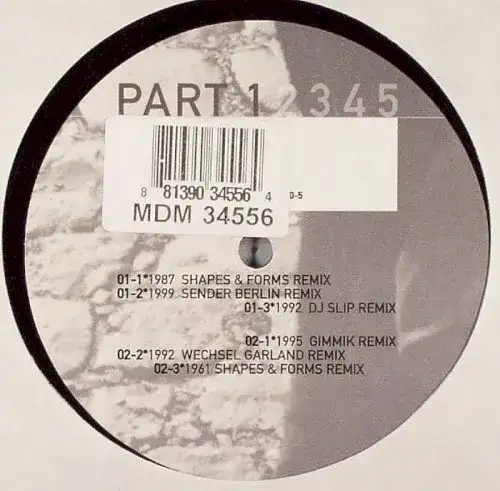 PART 1 2 3 4 5
8 81390 34556 4
0-5
MDM 34556
01-1*1987 SHAPES & FORMS REMIX
01-2*1999 SENDER BERLIN REMIX
01-3*1992 DJ SLIP REMIX
02-1*1995 GIMMIK REMIX
02-2*1992 WECHSEL GARLAND REMIX
02-3*1961 SHAPES & FORMS REMIX